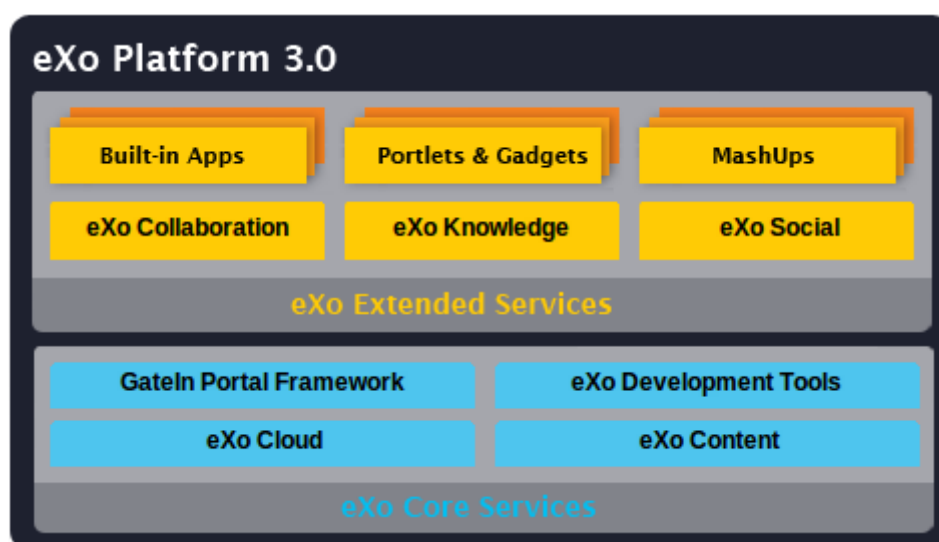 eXo Platform 3.0
Built-in Apps
Portlets & Gadgets
MashUps
eXo Collaboration
eXo Knowledge
eXo Social
eXo Extended Services
GateIn Portal Framework
eXo Development Tools
eXo Cloud
eXo Content
eXo Core Services